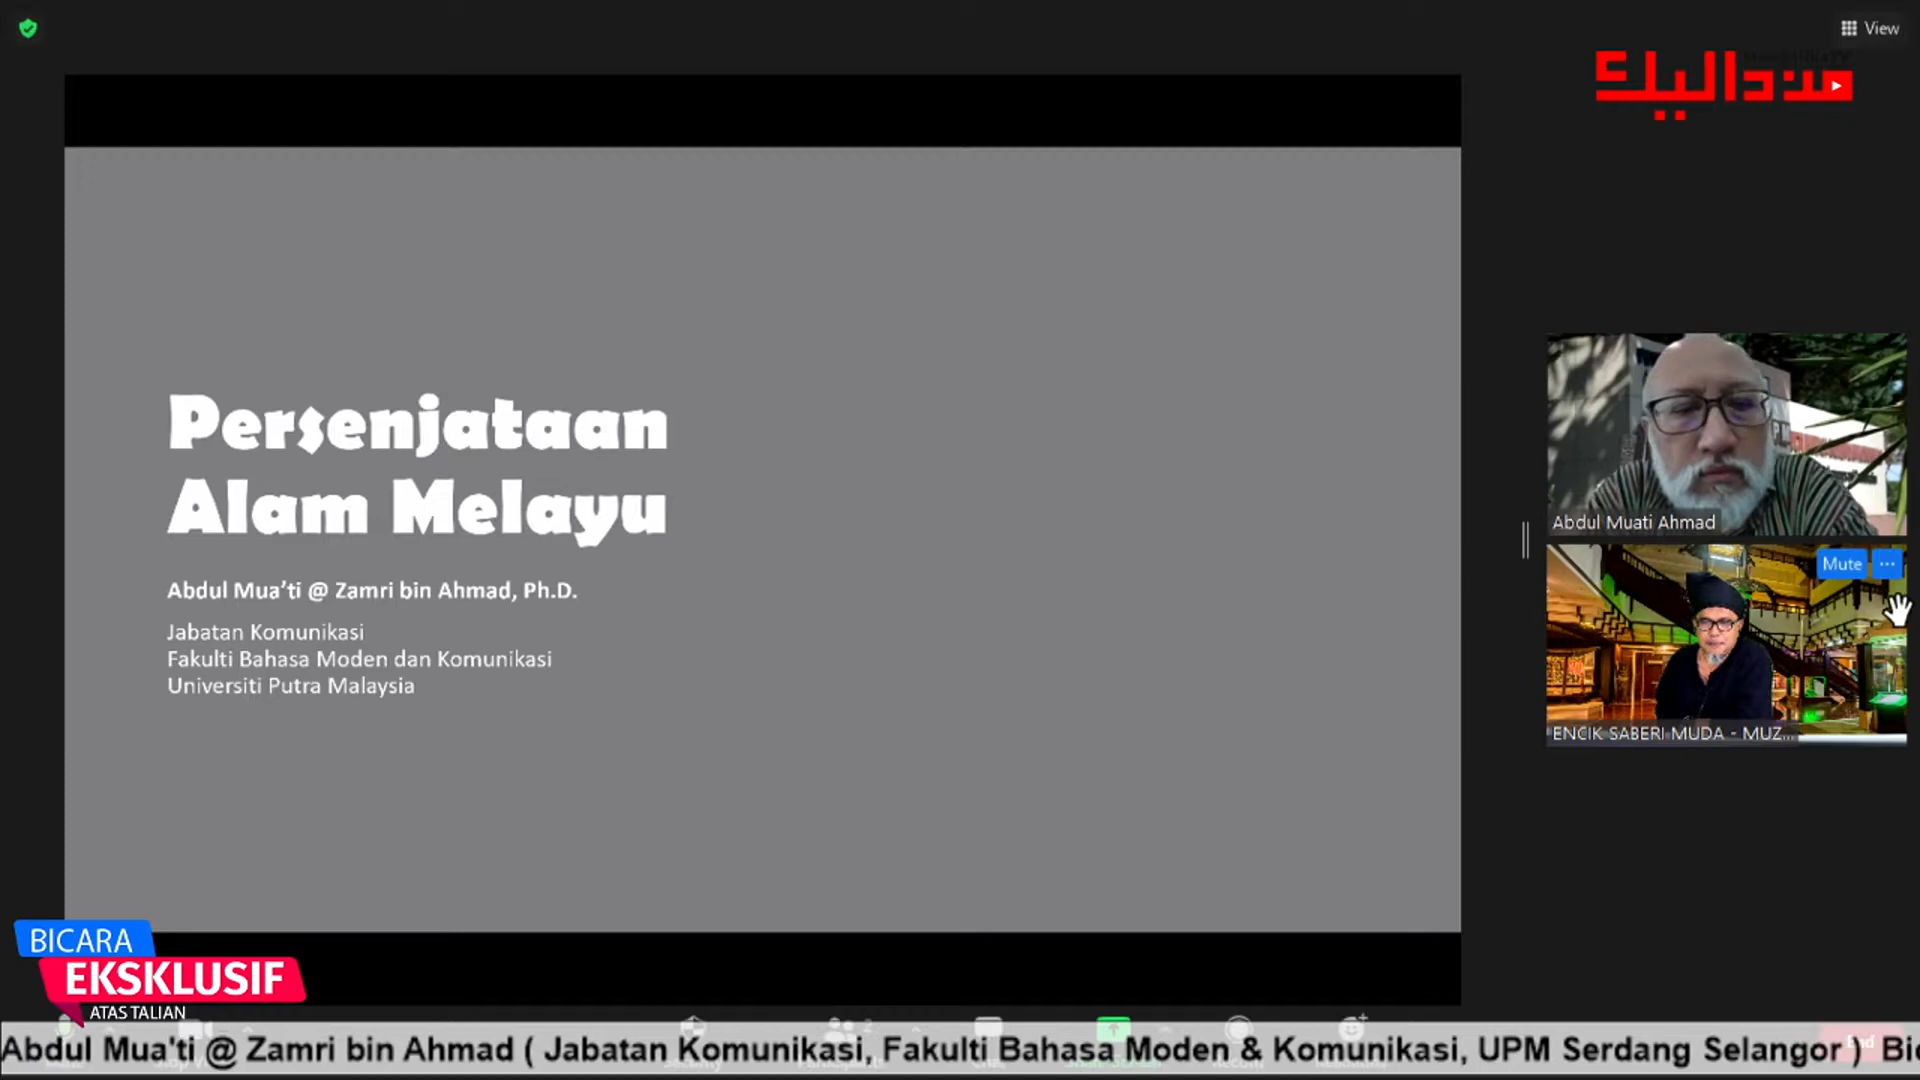 View
منداليك
Persenjataan
Alam Melayu
Abdul Mua’ti @ Zamri bin Ahmad, Ph.D.
Jabatan Komunikasi
Fakulti Bahasa Moden dan Komunikasi
Universiti Putra Malaysia
Abdul Muati Ahmad
Mute
ENCIK SABERI MUDA - MUZ...
BICARA
EKSKLUSIF
ATAS TALIAN
Abdul Mua'ti @ Zamri bin Ahmad ( Jabatan Komunikasi, Fakulti Bahasa Moden & Komunikasi, UPM Serdang Selangor )
End